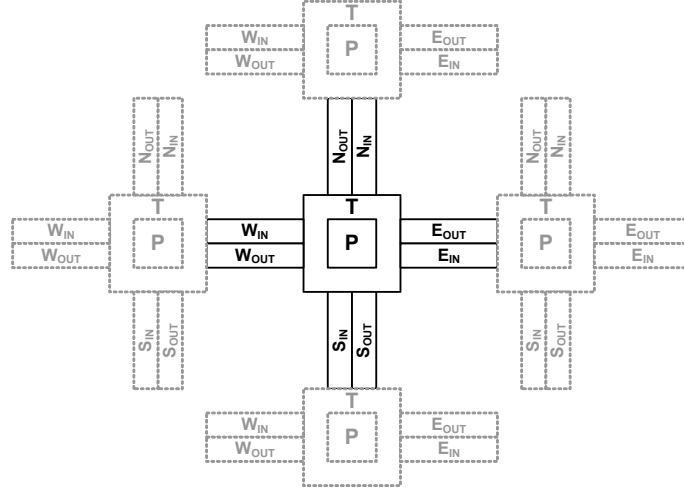 T
W_IN E_OUT
P
W_OUT E_IN
N_OUT N_IN N_OUT N_IN N_OUT N_IN
T T T
W_IN W_IN E_OUT E_OUT
P P P
W_OUT W_OUT E_IN E_IN
S_IN S_OUT S_IN S_OUT S_IN S_OUT
T
W_IN E_OUT
P
W_OUT E_IN